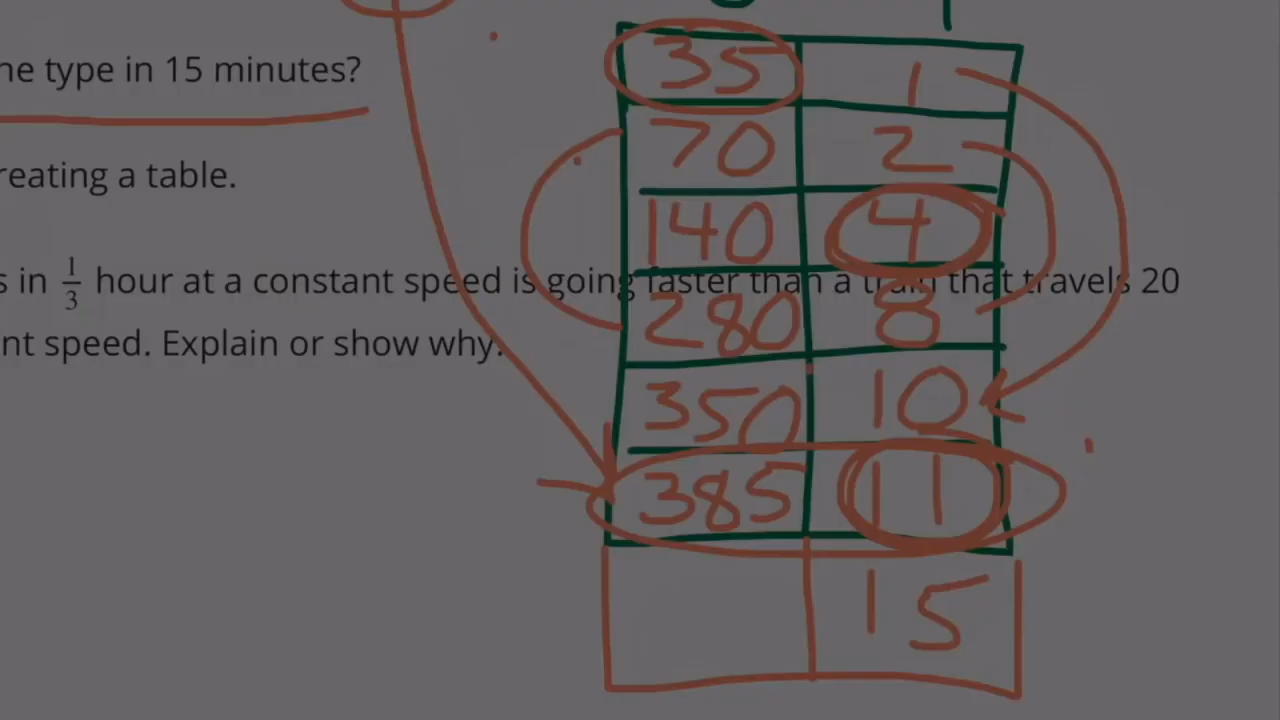 35 1
ne type in 15 minutes?
70 2
reating a table.
140 4
s in 1/3 hour at a constant speed is going faster than a train that travels 20
280 8
nt speed. Explain or show why.
350 10
385 11
15